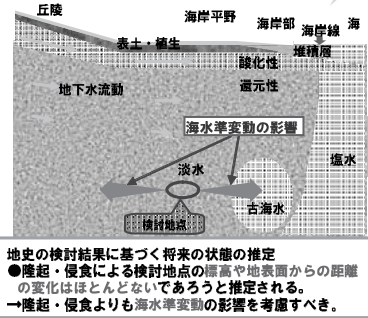 丘陵
海岸平野
海岸部
海岸線
海
表土・植生
堆積層
酸化性
地下水流動
還元性
海水準変動の影響
塩水
淡水
古海水
検討地点
地史の検討結果に基づく将来の状態の推定
●隆起・侵食による検討地点の標高や地表面からの距離
の変化はほとんどないであろうと推定される。
→隆起・侵食よりも海水準変動の影響を考慮すべき。